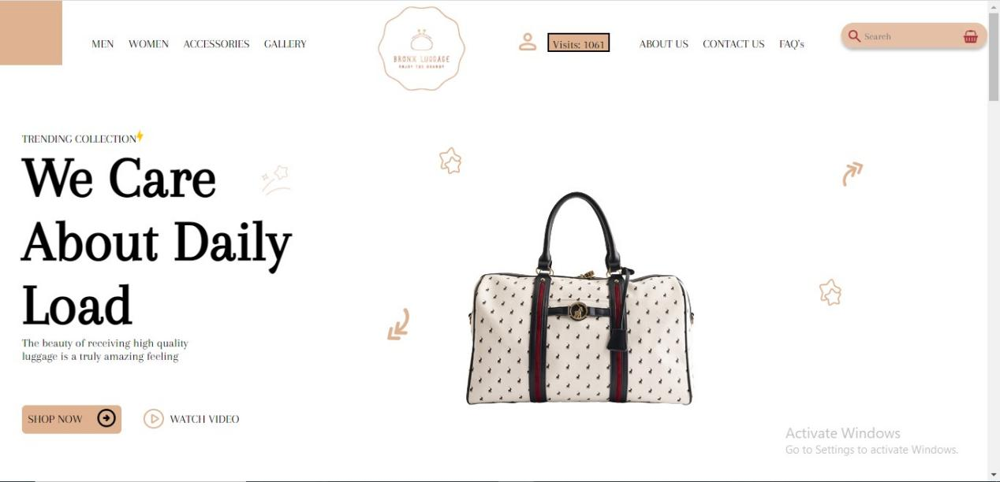 MEN WOMEN ACCESSORIES GALLERY
BRONX LUGGAGE
ENJOY THE BRANDY
Visits: 1061
ABOUT US CONTACT US FAQ's
Search
TRENDING COLLECTION⚡
We Care
About Daily
Load
The beauty of receiving high quality
luggage is a truly amazing feeling
SHOP NOW
WATCH VIDEO
Activate Windows
Go to Settings to activate Windows.